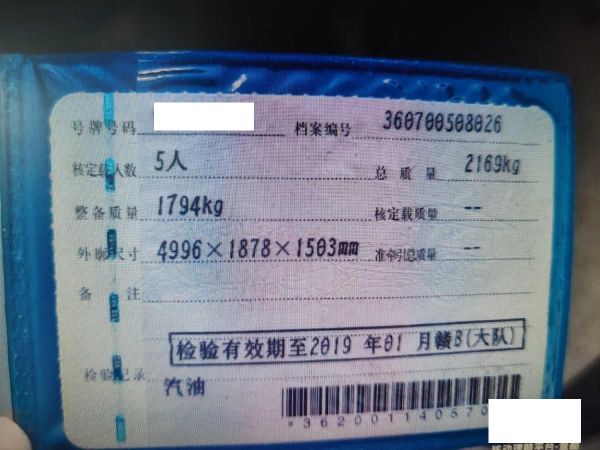 号牌号码 档案编号 360700508026
核定载人数 5人 总质量 2169kg
整备质量 1794kg 核定载质量 --
外廓尺寸 4996×1878×1503mm 准牵引总质量 --
备注
检验有效期至2019 年01 月赣B(大队)
检验记录 汽油
*362001140570